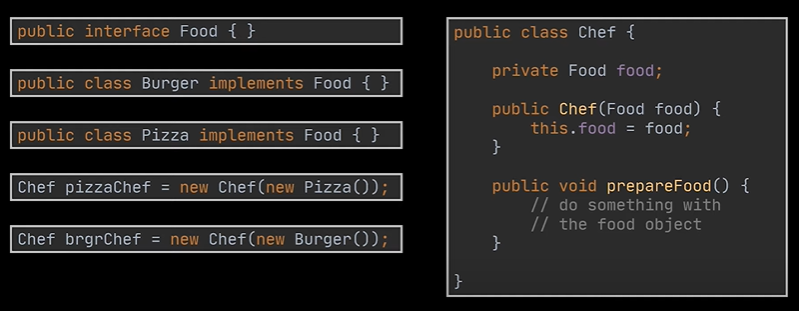 public interface Food { }
public class Burger implements Food { }
public class Pizza implements Food { }
Chef pizzaChef = new Chef(new Pizza());
Chef brgrChef = new Chef(new Burger());
public class Chef {
private Food food;
public Chef(Food food) {
this.food = food;
}
public void prepareFood() {
// do something with
// the food object
}
}